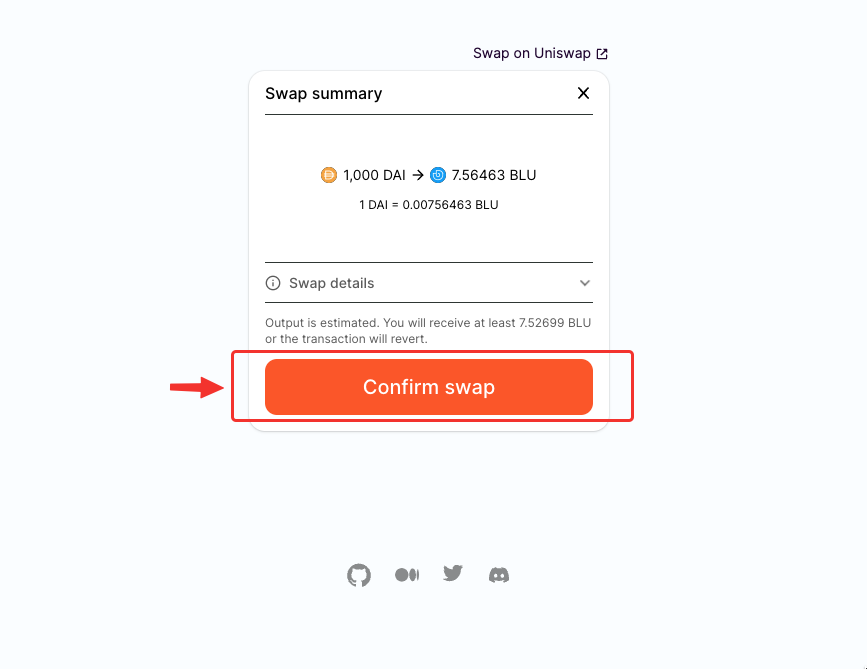 Swap on Uniswap
Swap summary
1,000 DAI → 7.56463 BLU
1 DAI = 0.00756463 BLU
Swap details
Output is estimated. You will receive at least 7.52699 BLU
or the transaction will revert.
Confirm swap